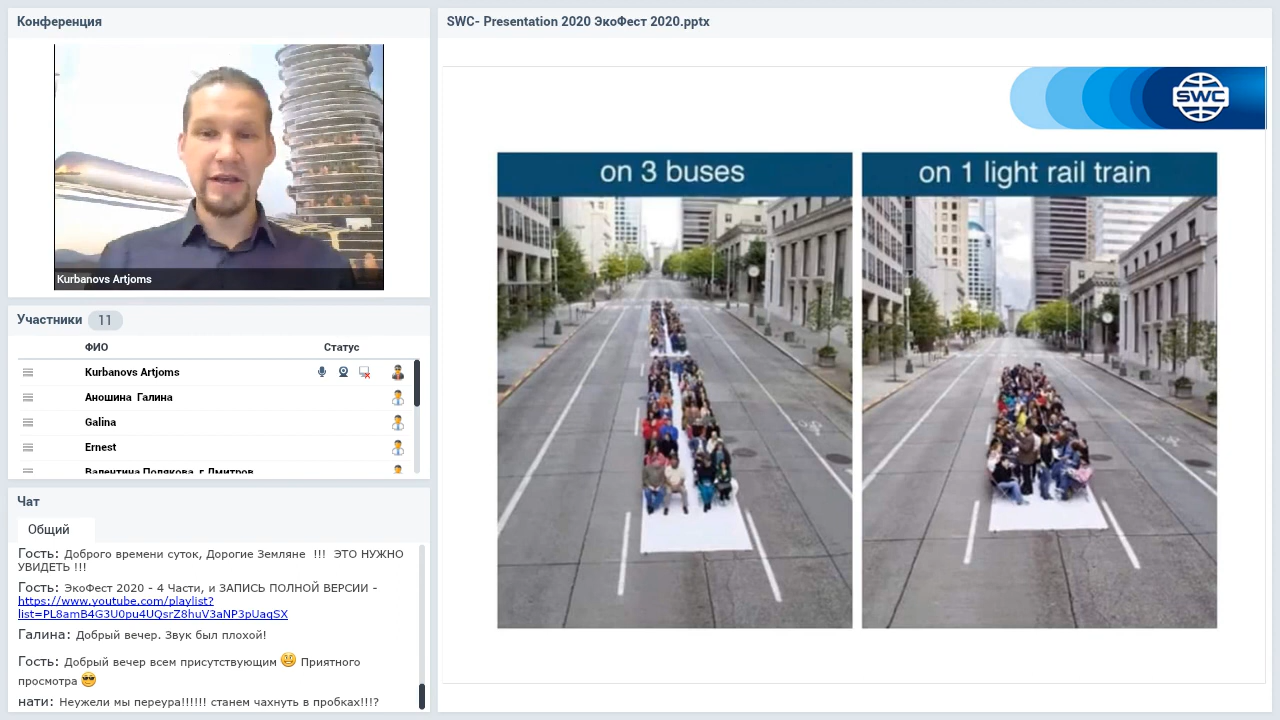 Конференция
Kurbanovs Artjoms
Участники 11
ФИО Статус
Kurbanovs Artjoms
Аношина Галина
Galina
Ernest
Валентина Полякова г Дмитров
Чат
Общий
Гость: Доброго времени суток, Дорогие Земляне !!! ЭТО НУЖНО
УВИДЕТЬ !!!
Гость: ЭкоФест 2020 - 4 Части, и ЗАПИСЬ ПОЛНОЙ ВЕРСИИ -
https://www.youtube.com/playlist?
list=PL8amB4G3U0pu4UQsrZ8huV3aNP3pUaqSX
Галина: Добрый вечер. Звук был плохой!
Гость: Добрый вечер всем присутствующим Приятного
просмотра
нати: Неужели мы переура!!!!!! станем чахнуть в пробках!!!?
SWC- Presentation 2020 ЭкоФест 2020.pptx
SWC
on 3 buses
on 1 light rail train